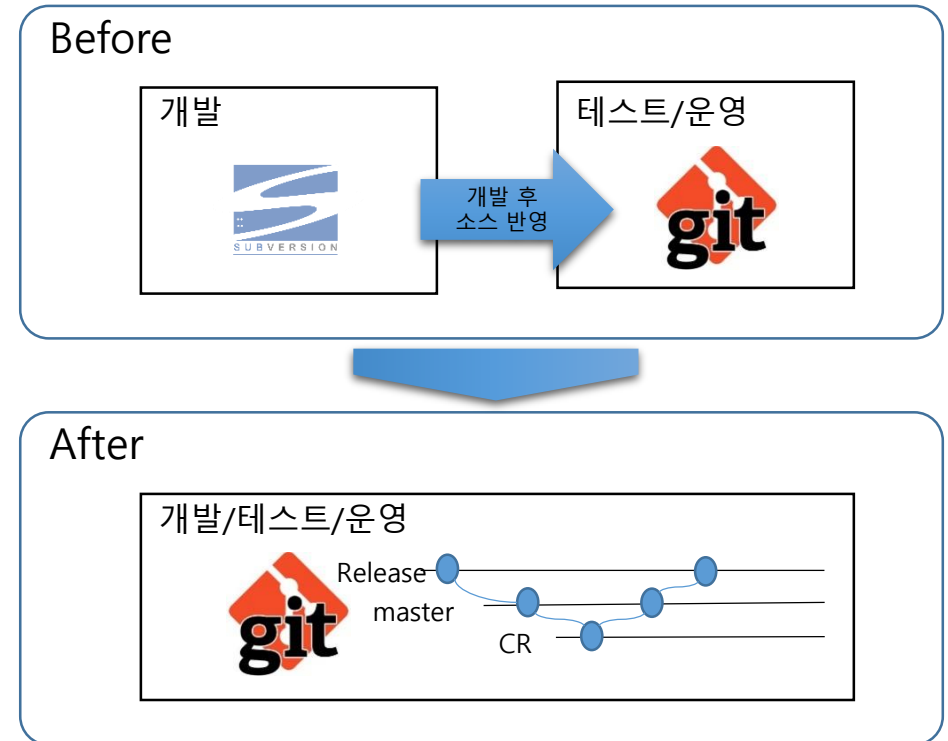 Before
개발
SUBVERSION
개발 후
소스 반영
테스트/운영
git
After
개발/테스트/운영
git
Release
master
CR